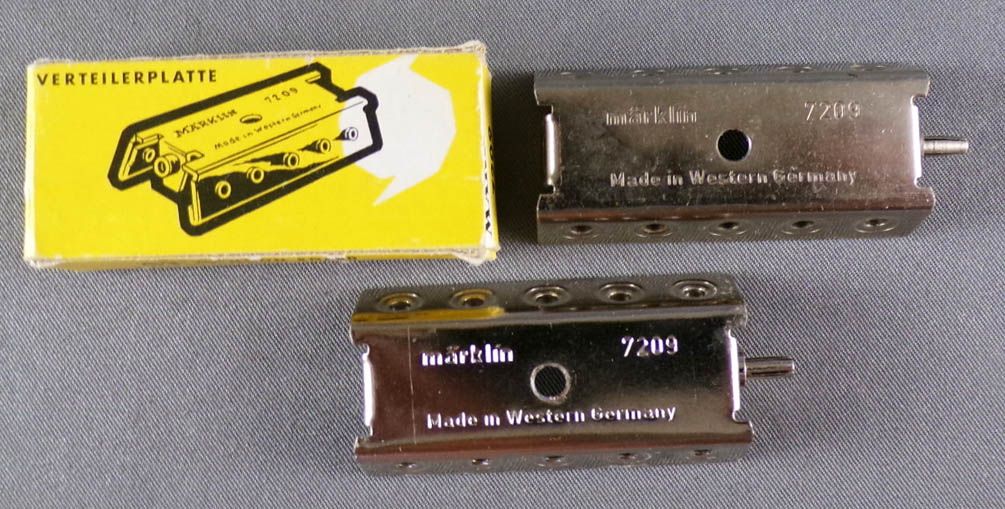 VERTEILERPLATTE
MÄRKLIN 7209
Made in Western Germany
märklin 7209
Made in Western Germany
märklin 7209
Made in Western Germany